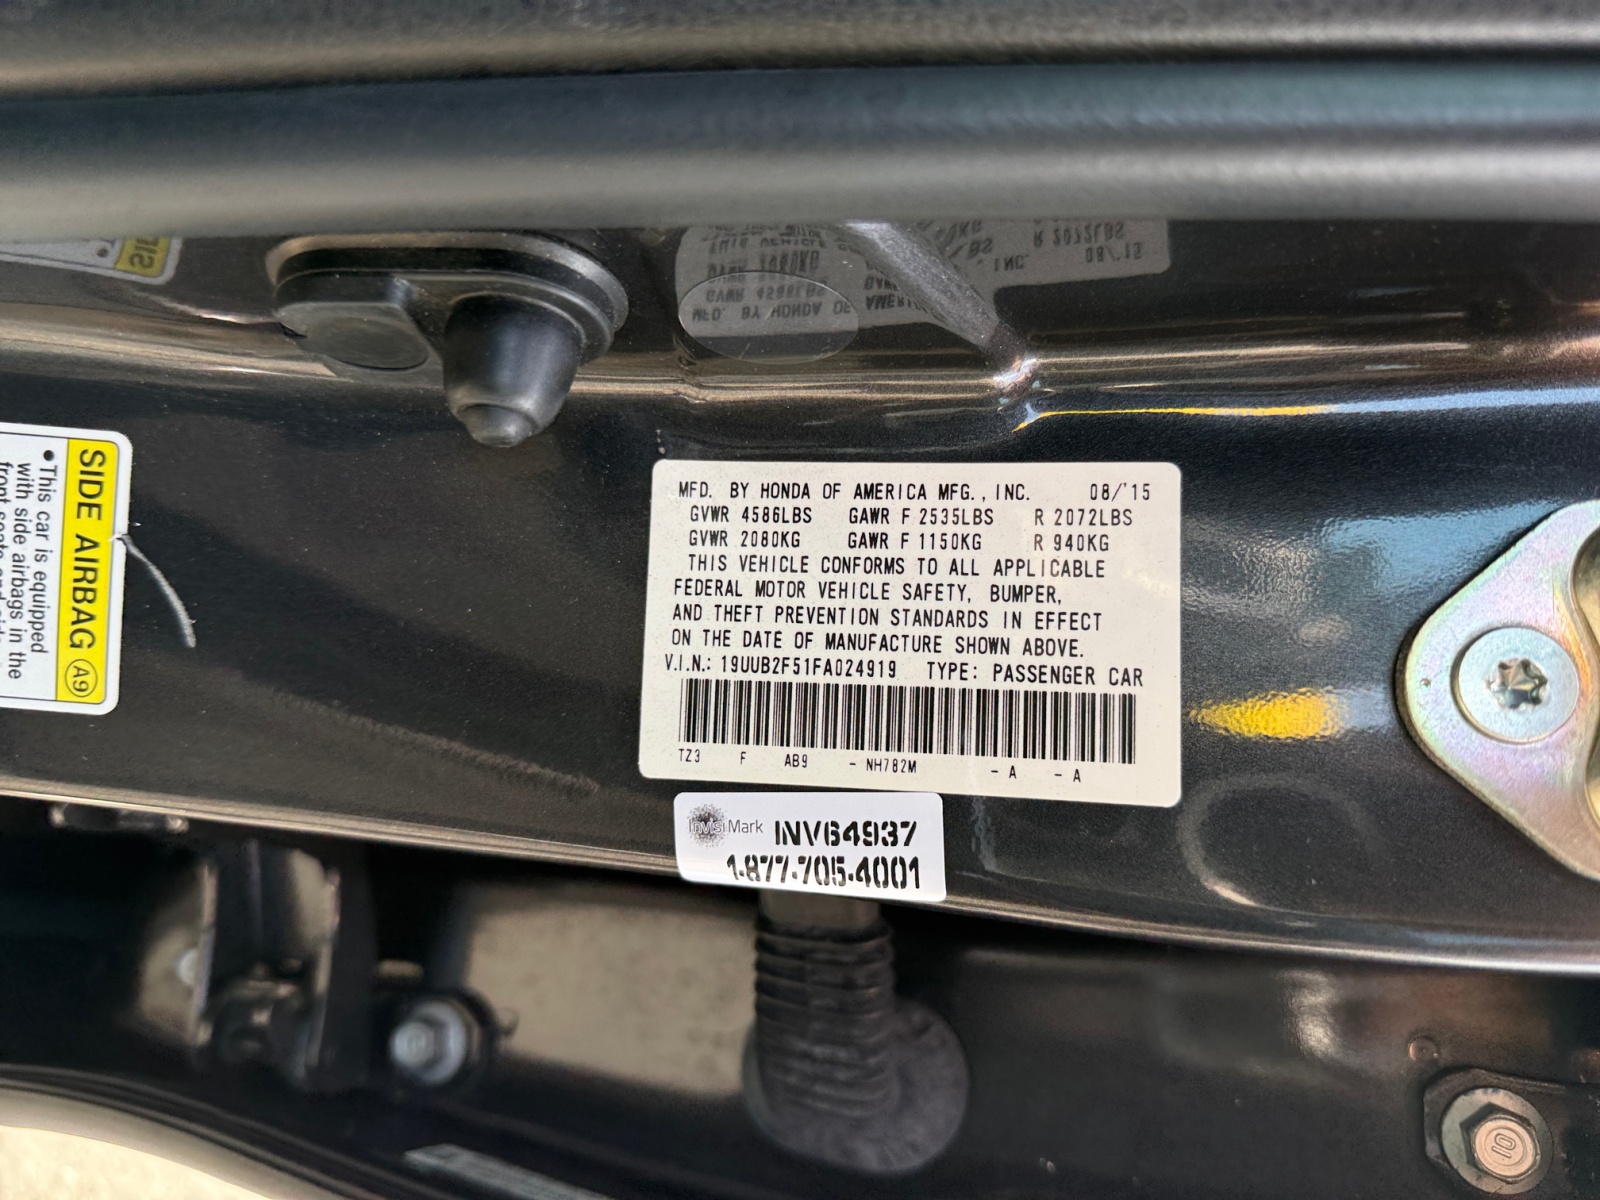 SIDE AIRBAG A9
•This car is equipped
with side airbags in the
MFD. BY HONDA OF AMERICA MFG., INC. 08/'15
GVWR 4586LBS GAWR F 2535LBS R 2072LBS
GVWR 2080KG GAWR F 1150KG R 940KG
THIS VEHICLE CONFORMS TO ALL APPLICABLE
FEDERAL MOTOR VEHICLE SAFETY, BUMPER,
AND THEFT PREVENTION STANDARDS IN EFFECT
ON THE DATE OF MANUFACTURE SHOWN ABOVE.
V.I.N.: 19UUB2F51FA024919 TYPE: PASSENGER CAR
TZ3 F AB9 - NH782M - A - A
InvisiMark INV64937
1-877-705-4001
10